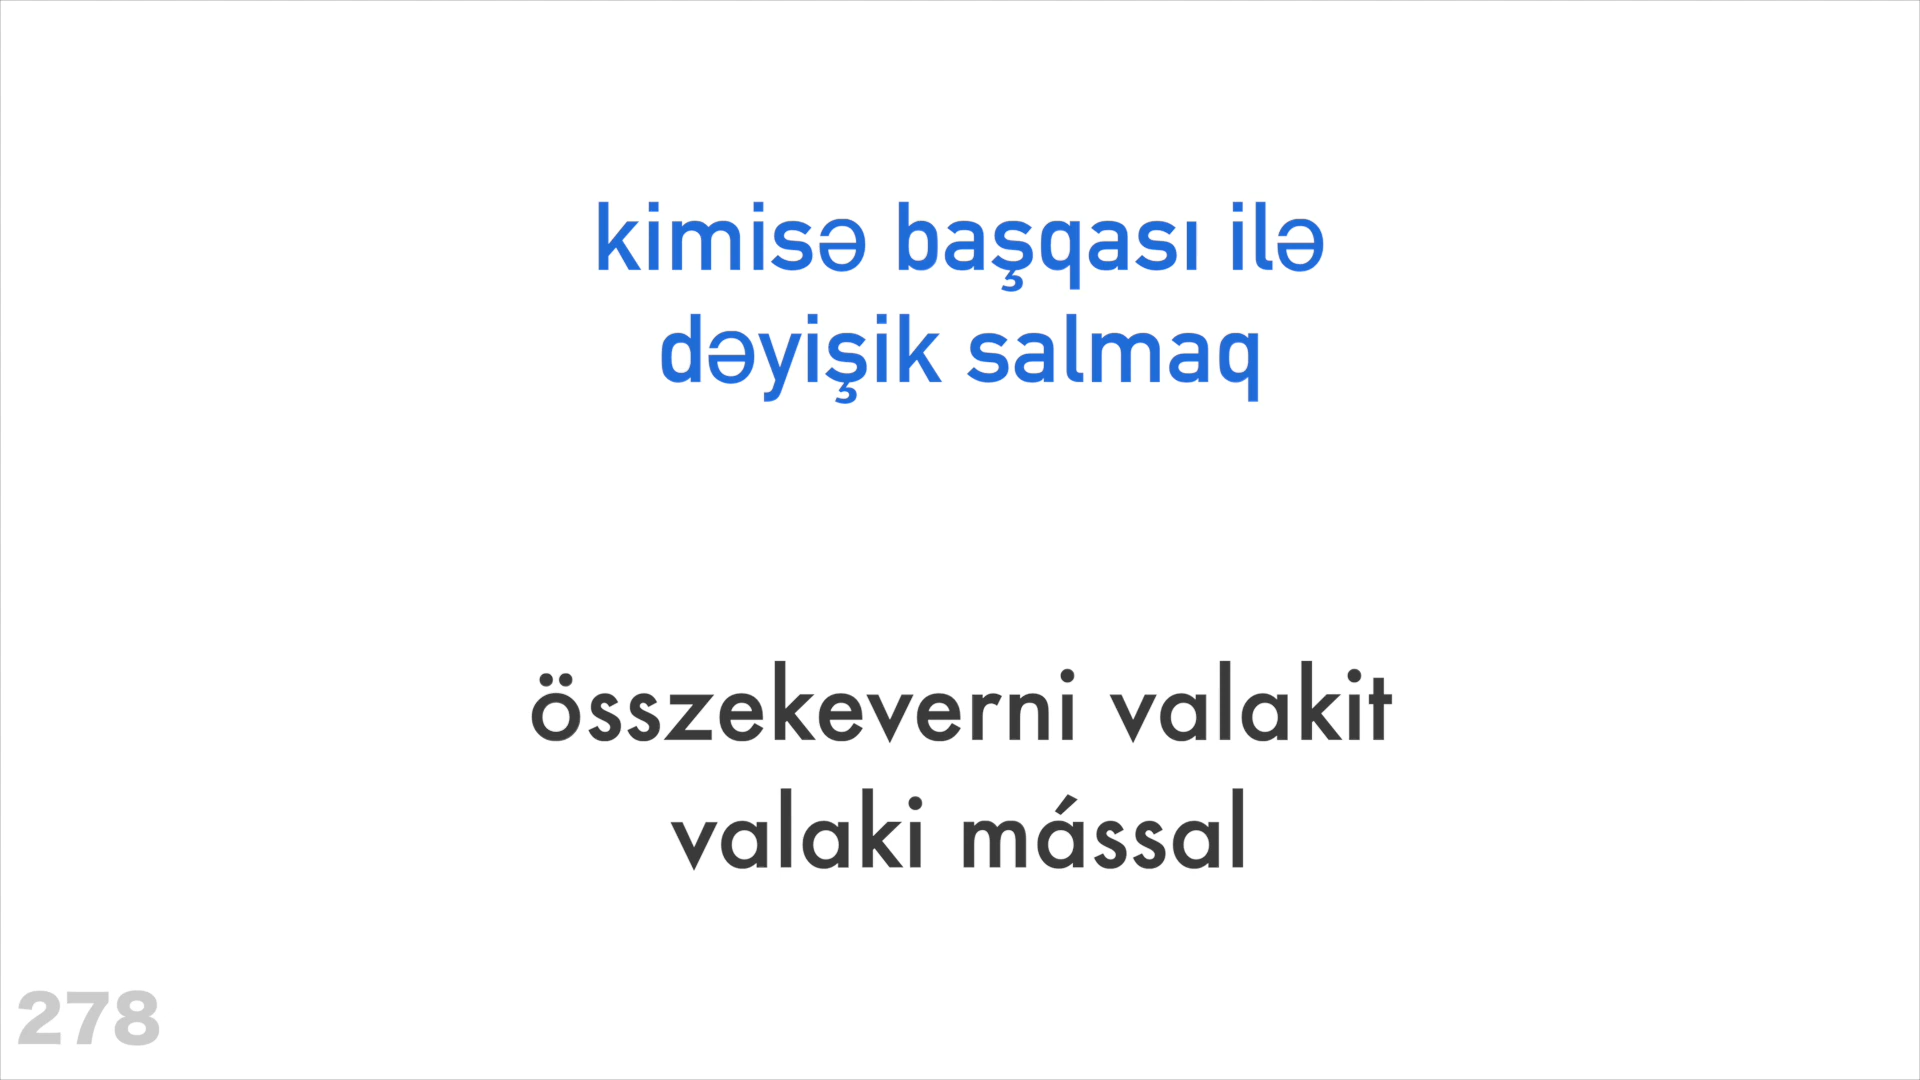 kimisə başqası ilə
dəyişik salmaq
összekeverni valakit
valaki mással
278